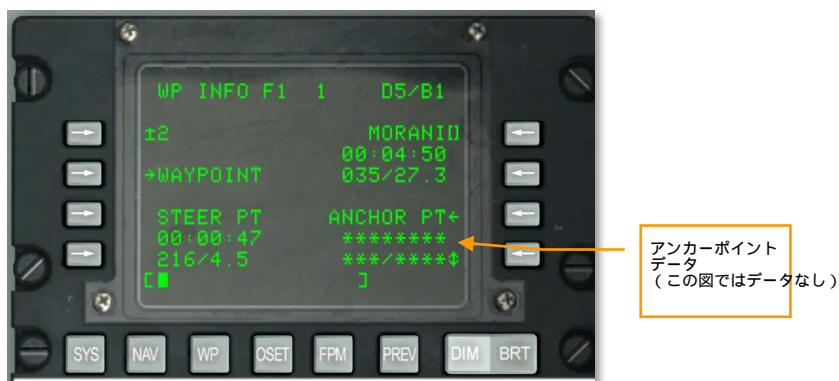 WP INFO F1 1 D5/B1
±2 MORANI[]
00:04:50
→WAYPOINT 035/27.3
STEER PT ANCHOR PT←
00:00:47 ********
216/4.5 ***/****↕
[ ]
SYS NAV WP OSET FPM PREV DIM BRT
アンカーポイント
データ
(この図ではデータなし)